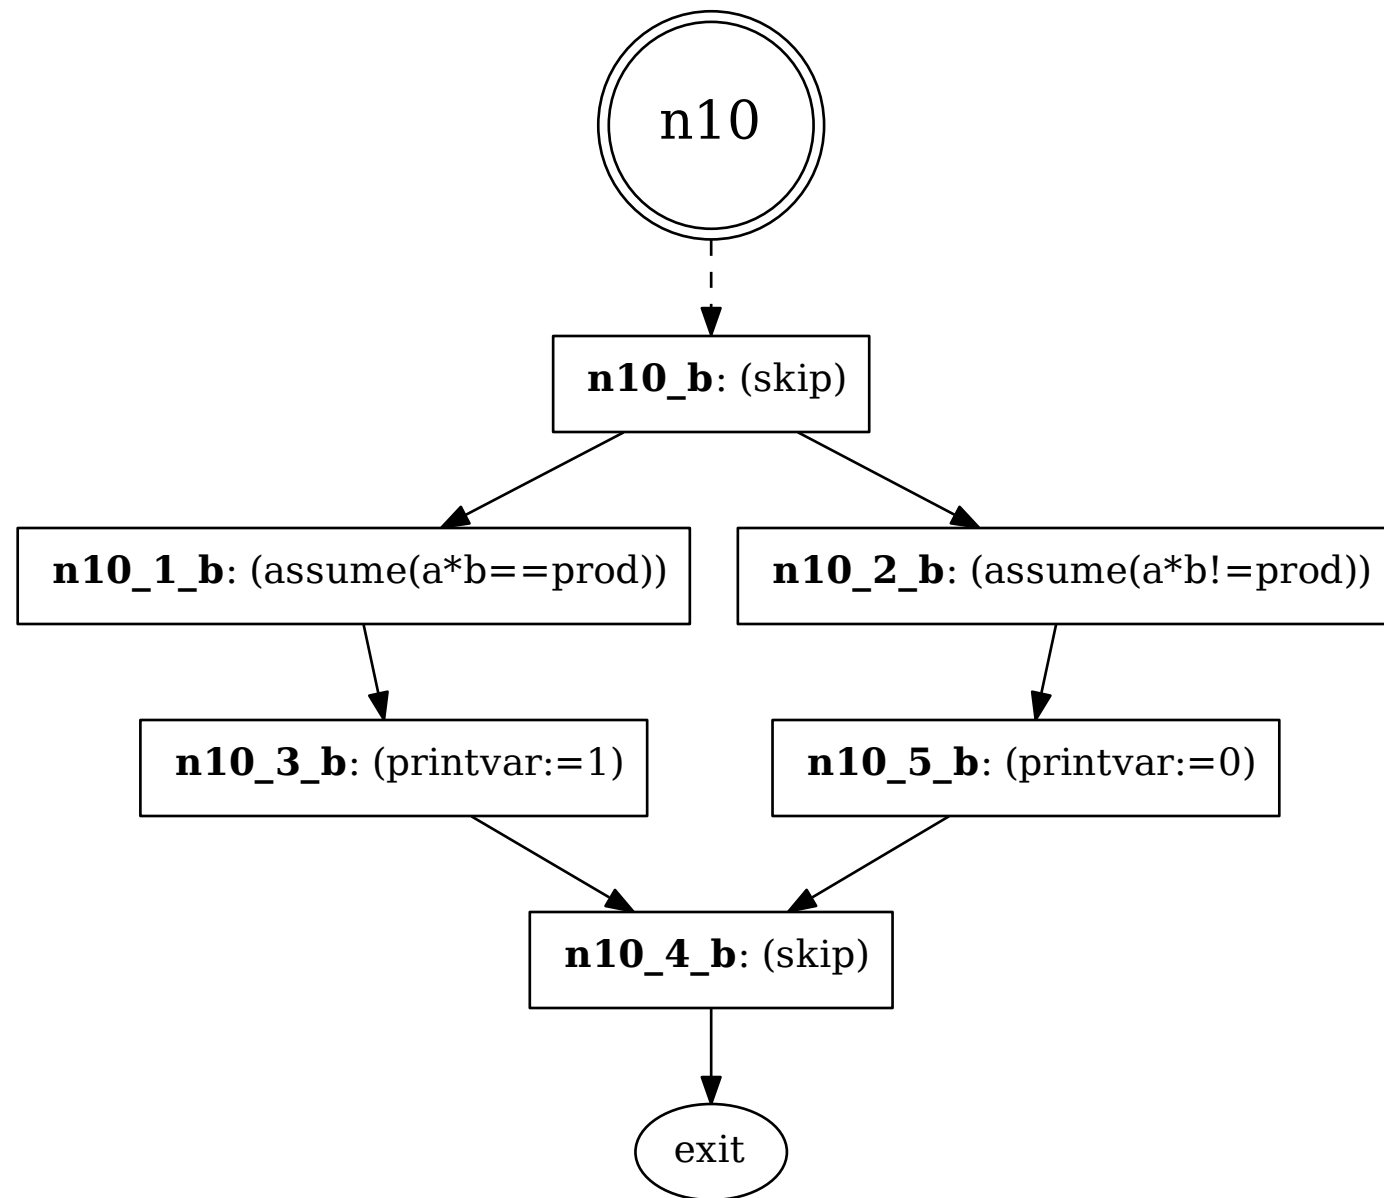 n10
n10_b: (skip)
n10_1_b: (assume(a*b==prod))
n10_2_b: (assume(a*b!=prod))
n10_3_b: (printvar:=1)
n10_5_b: (printvar:=0)
n10_4_b: (skip)
exit